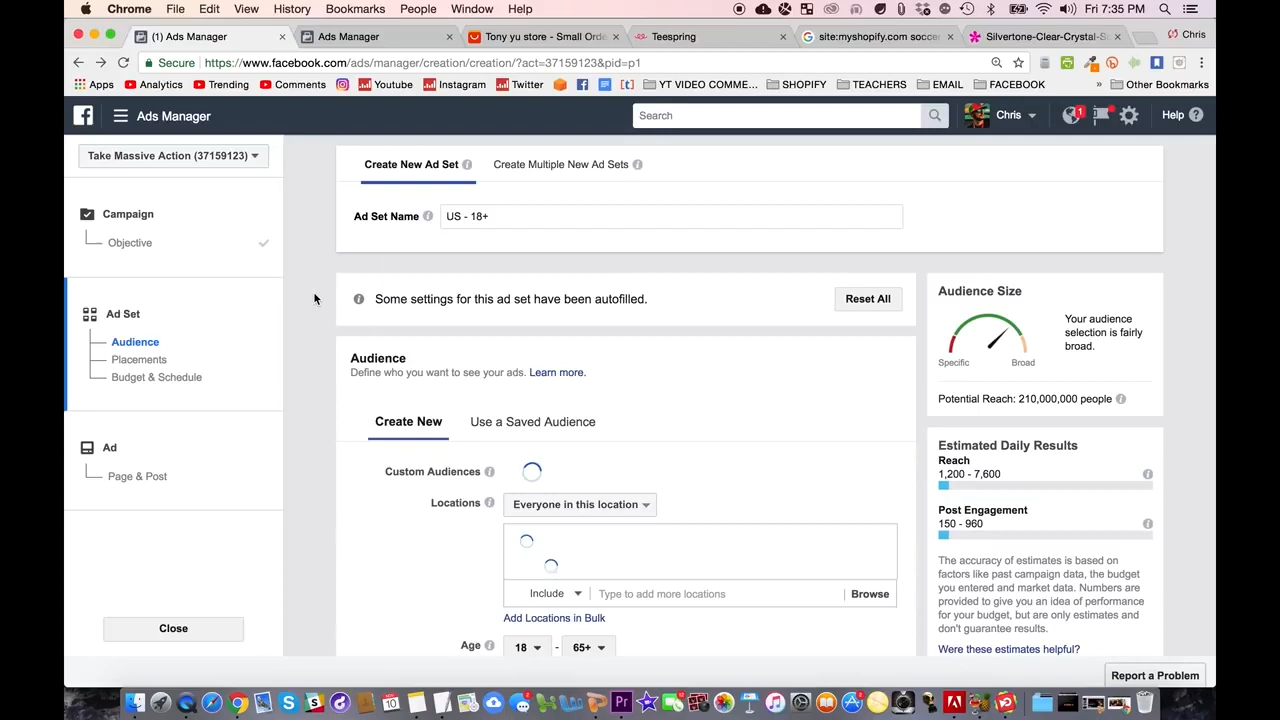 Chrome File Edit View History Bookmarks People Window Help Fri 7:35 PM
(1) Ads Manager Ads Manager Tony yu store - Small Orde Teespring site:myshopify.com socce Silvertone-Clear-Crystal-S Chris
Secure https://www.facebook.com/ads/manager/creation/creation/?act=37159123&pid=p1
Apps Analytics Trending Comments Youtube Instagram Twitter YT VIDEO COMME... SHOPIFY TEACHERS EMAIL FACEBOOK » Other Bookmarks
Ads Manager Search Chris 1 Help
Take Massive Action (37159123)
Create New Ad Set Create Multiple New Ad Sets
Campaign
Objective
Ad Set Name US - 18+
Ad Set
Audience
Placements
Budget & Schedule
Ad
Page & Post
Close
Some settings for this ad set have been autofilled. Reset All
Audience
Define who you want to see your ads. Learn more.
Create New Use a Saved Audience
Custom Audiences
Locations Everyone in this location
Include Type to add more locations Browse
Add Locations in Bulk
Age 18 - 65+
Audience Size
Your audience
selection is fairly
broad.
Specific Broad
Potential Reach: 210,000,000 people
Estimated Daily Results
Reach
1,200 - 7,600
Post Engagement
150 - 960
The accuracy of estimates is based on
factors like past campaign data, the budget
you entered and market data. Numbers are
provided to give you an idea of performance
for your budget, but are only estimates and
don't guarantee results.
Were these estimates helpful?
Report a Problem